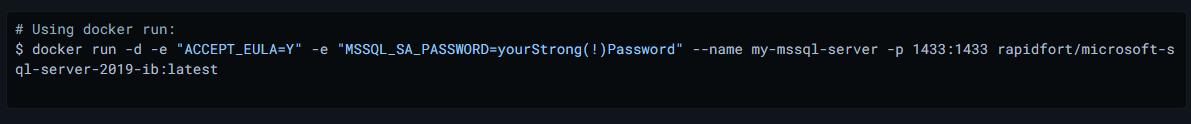 # Using docker run:
$ docker run -d -e "ACCEPT_EULA=Y" -e "MSSQL_SA_PASSWORD=yourStrong(!)Password" --name my-mssql-server -p 1433:1433 rapidfort/microsoft-s
ql-server-2019-ib:latest